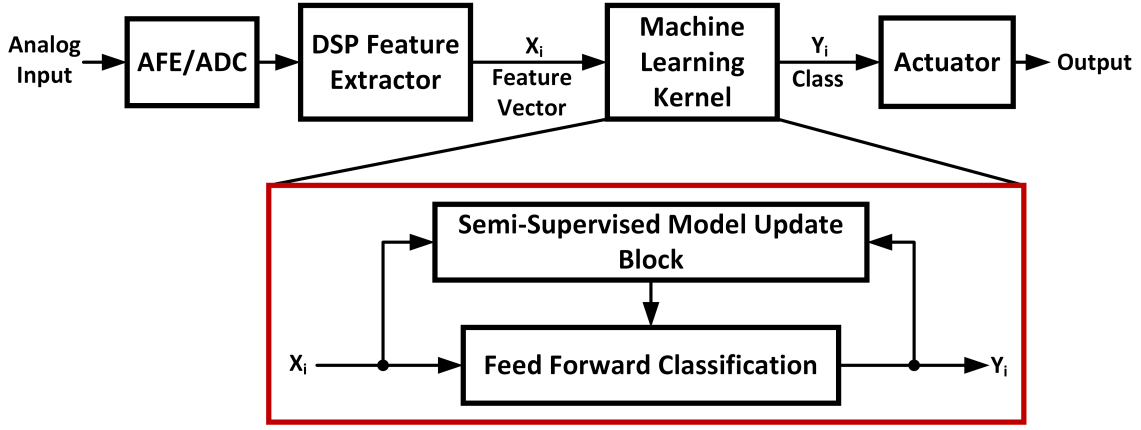 Analog
Input
AFE/ADC
DSP Feature
Extractor
Xi
Feature
Vector
Machine
Learning
Kernel
Yi
Class
Actuator
Output
Semi-Supervised Model Update
Block
Xi
Feed Forward Classification
Yi